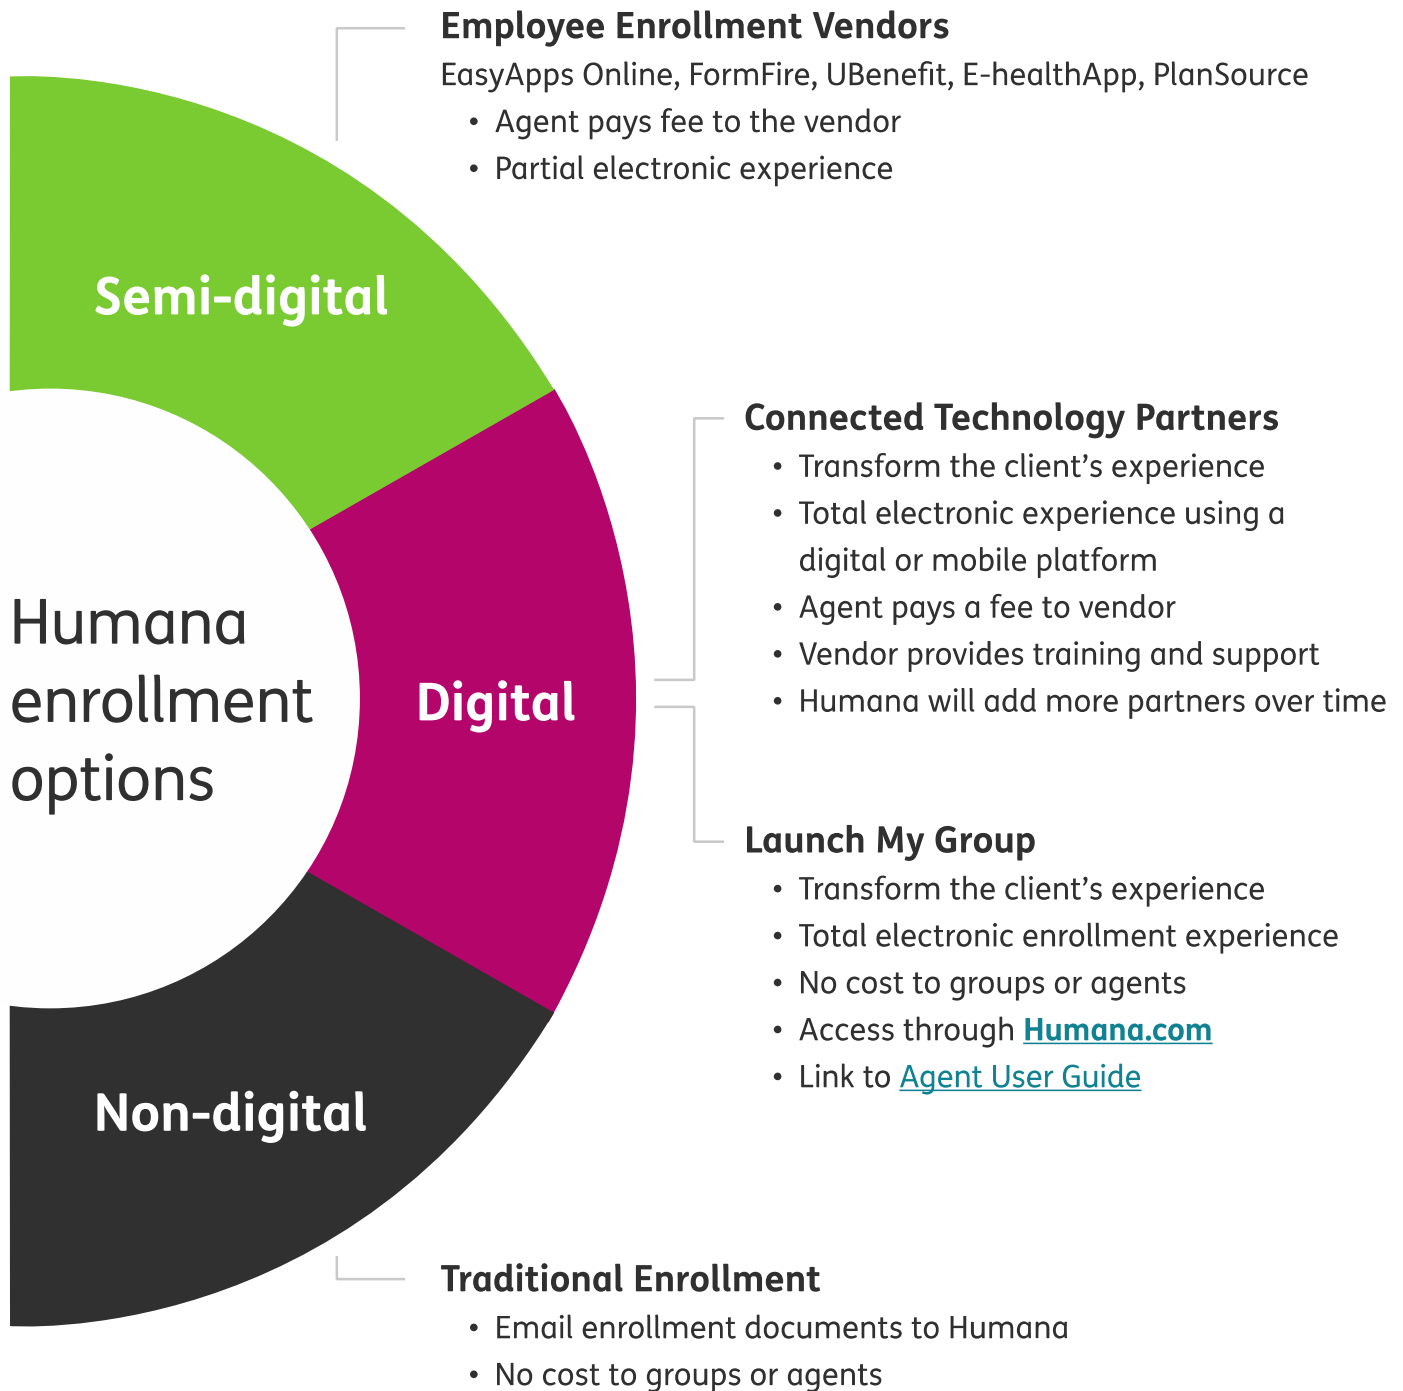 Employee Enrollment Vendors
EasyApps Online, FormFire, UBenefit, E-healthApp, PlanSource
• Agent pays fee to the vendor
• Partial electronic experience
Semi-digital
Connected Technology Partners
• Transform the client’s experience
• Total electronic experience using a
digital or mobile platform
• Agent pays a fee to vendor
• Vendor provides training and support
• Humana will add more partners over time
Humana
enrollment
options
Digital
Launch My Group
• Transform the client’s experience
• Total electronic enrollment experience
• No cost to groups or agents
• Access through Humana.com
• Link to Agent User Guide
Non-digital
Traditional Enrollment
• Email enrollment documents to Humana
• No cost to groups or agents